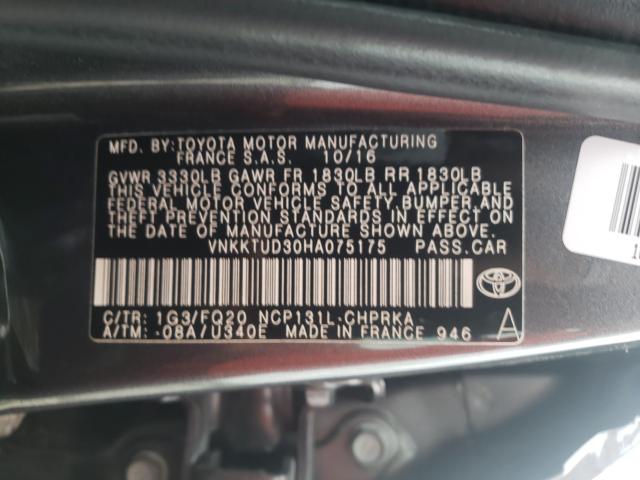 MFD. BY: TOYOTA MOTOR MANUFACTURING
FRANCE S.A.S. 10/16
GVWR 3330LB GAWR FR 1830LB RR 1830LB
THIS VEHICLE CONFORMS TO ALL APPLICABLE
FEDERAL MOTOR VEHICLE SAFETY, BUMPER, AND
THEFT PREVENTION STANDARDS IN EFFECT ON THE
DATE OF MANUFACTURE SHOWN ABOVE.
VNKKTUD30HA075175 PASS.CAR
C/TR: 1G3/FQ20 NCP131L-CHPRKA
A/TM: -08A/U340E MADE IN FRANCE 946 A